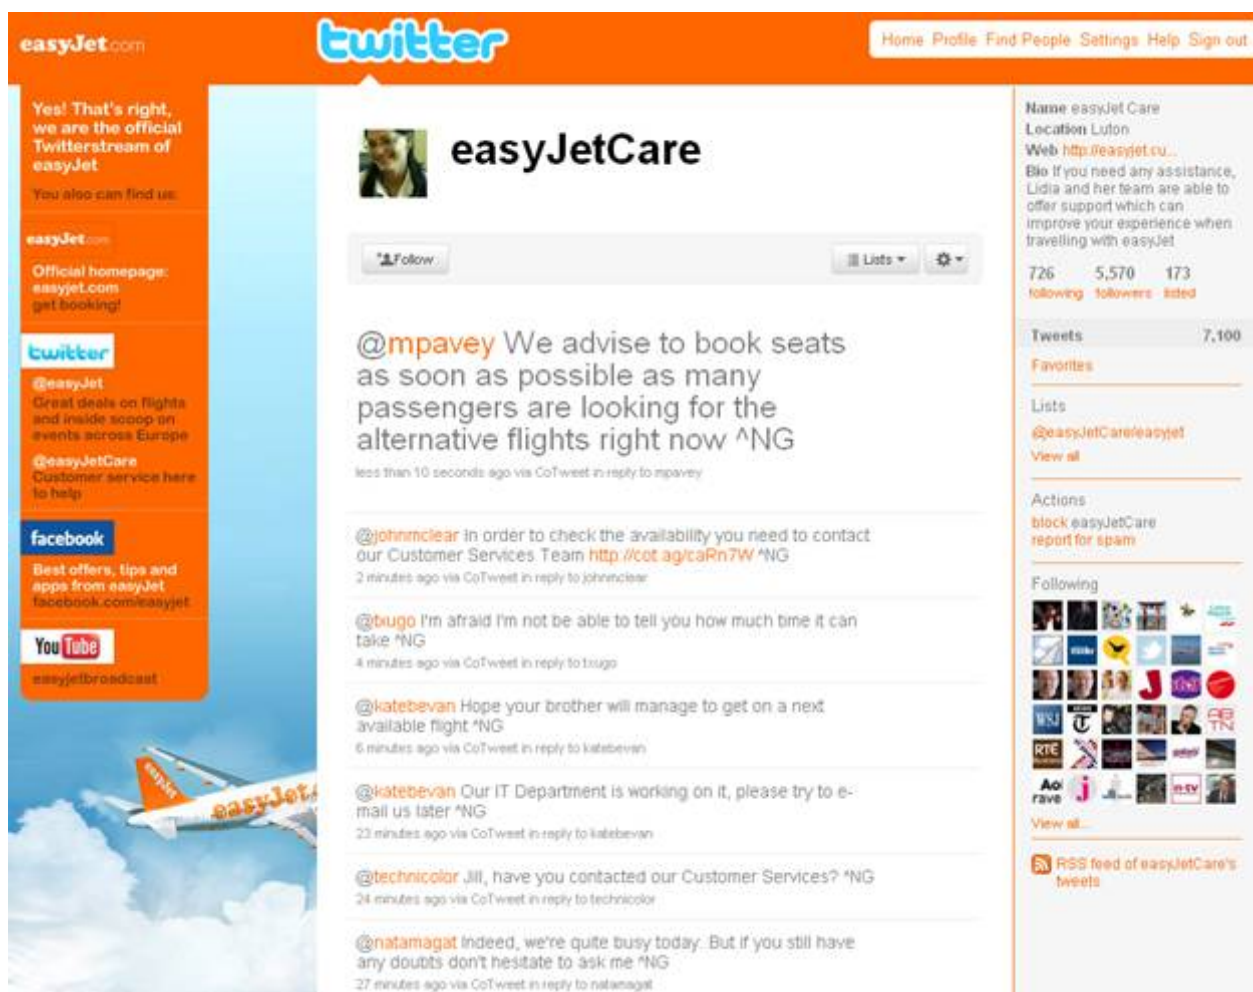 easyJet.com
twitter
Home Profile Find People Settings Help Sign out
Yes! That's right,
we are the official
Twitterstream of
easyJet
You also can find us:
easyJet.com
Official homepage:
easyjet.com
get booking!
twitter
@easyJet
Great deals on flights
and inside scoop on
events across Europe
@easyJetCare
Customer service here
to help
facebook
Best offers, tips and
apps from easyJet
facebook.com/easyjet
YouTube
easyjetbroadcast
easyJet
easyJet.
easyJetCare
Follow
Lists
@mpavey We advise to book seats
as soon as possible as many
passengers are looking for the
alternative flights right now ^NG
less than 10 seconds ago via CoTweet in reply to mpavey
@johnmclear In order to check the availability you need to contact
our Customer Services Team http://cot.ag/caRn7W ^NG
2 minutes ago via CoTweet in reply to johnmclear
@txugo I'm afraid I'm not be able to tell you how much time it can
take ^NG
4 minutes ago via CoTweet in reply to txugo
@katebevan Hope your brother will manage to get on a next
available flight ^NG
6 minutes ago via CoTweet in reply to katebevan
@katebevan Our IT Department is working on it, please try to e-
mail us later ^NG
23 minutes ago via CoTweet in reply to katebevan
@technicolor Jill, have you contacted our Customer Services? ^NG
24 minutes ago via CoTweet in reply to technicolor
@natamagat Indeed, we're quite busy today. But if you still have
any doubts don't hesitate to ask me ^NG
27 minutes ago via CoTweet in reply to natamagat
Name easyJet Care
Location Luton
Web http://easyjet.cu...
Bio If you need any assistance,
Lidia and her team are able to
offer support which can
improve your experience when
travelling with easyJet
726 5,570 173
following followers listed
Tweets 7,100
Favorites
Lists
@easyJetCare/easyjet
View all
Actions
block easyJetCare
report for spam
Following
WSJ
RTE
AOI
rave
n-tv
View all...
RSS feed of easyJetCare's
tweets